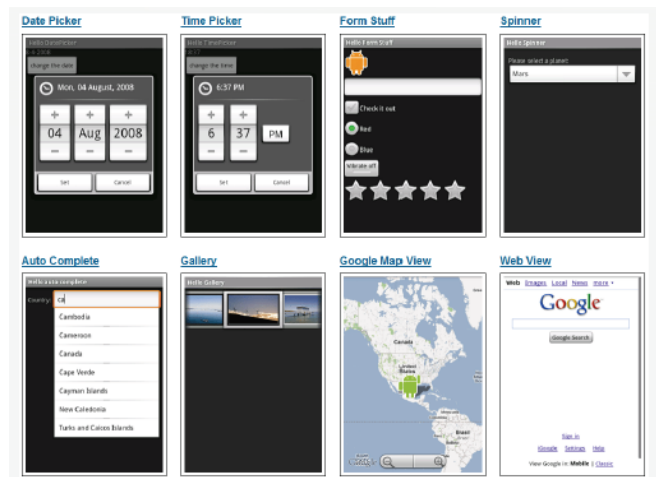 Date Picker
Time Picker
Form Stuff
Spinner
Hello DatePicker
change the date
Mon, 04 August, 2008
04 Aug 2008
Set Cancel
Hello TimePicker
change the time
6:37 PM
6 37 PM
Set Cancel
Hello Form Stuff
Check it out
Red
Blue
Vibrate off
Hello Spinner
Please select a planet:
Mars
Auto Complete
Gallery
Google Map View
Web View
Hello auto complete
Country: ca
Cambodia
Cameroon
Canada
Cape Verde
Cayman Islands
New Caledonia
Turks and Caicos Islands
Hello Gallery
Canada
United
States
Brasil
Web Images Local News more
Google
Google Search
Sign in
Google Settings Help
View Google in: Mobile | Classic